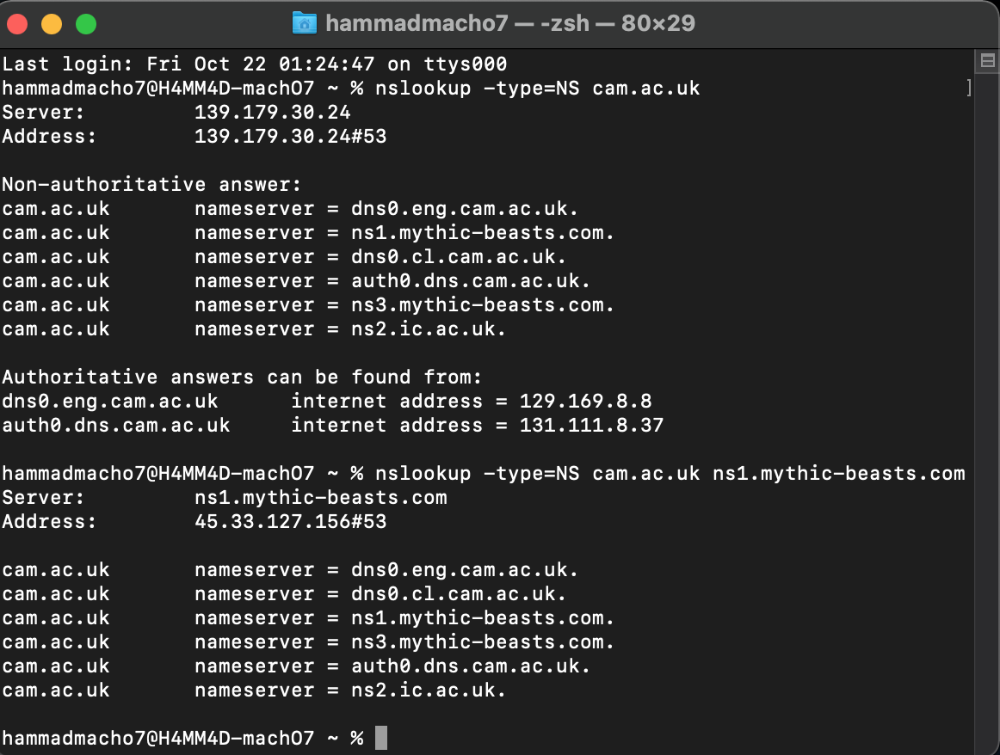 hammadmacho7 — -zsh — 80×29
Last login: Fri Oct 22 01:24:47 on ttys000
hammadmacho7@H4MM4D-machO7 ~ % nslookup -type=NS cam.ac.uk ]
Server:		139.179.30.24
Address:	139.179.30.24#53

Non-authoritative answer:
cam.ac.uk	nameserver = dns0.eng.cam.ac.uk.
cam.ac.uk	nameserver = ns1.mythic-beasts.com.
cam.ac.uk	nameserver = dns0.cl.cam.ac.uk.
cam.ac.uk	nameserver = auth0.dns.cam.ac.uk.
cam.ac.uk	nameserver = ns3.mythic-beasts.com.
cam.ac.uk	nameserver = ns2.ic.ac.uk.

Authoritative answers can be found from:
dns0.eng.cam.ac.uk	internet address = 129.169.8.8
auth0.dns.cam.ac.uk	internet address = 131.111.8.37

hammadmacho7@H4MM4D-machO7 ~ % nslookup -type=NS cam.ac.uk ns1.mythic-beasts.com
Server:		ns1.mythic-beasts.com
Address:	45.33.127.156#53

cam.ac.uk	nameserver = dns0.eng.cam.ac.uk.
cam.ac.uk	nameserver = dns0.cl.cam.ac.uk.
cam.ac.uk	nameserver = ns1.mythic-beasts.com.
cam.ac.uk	nameserver = ns3.mythic-beasts.com.
cam.ac.uk	nameserver = auth0.dns.cam.ac.uk.
cam.ac.uk	nameserver = ns2.ic.ac.uk.

hammadmacho7@H4MM4D-machO7 ~ %